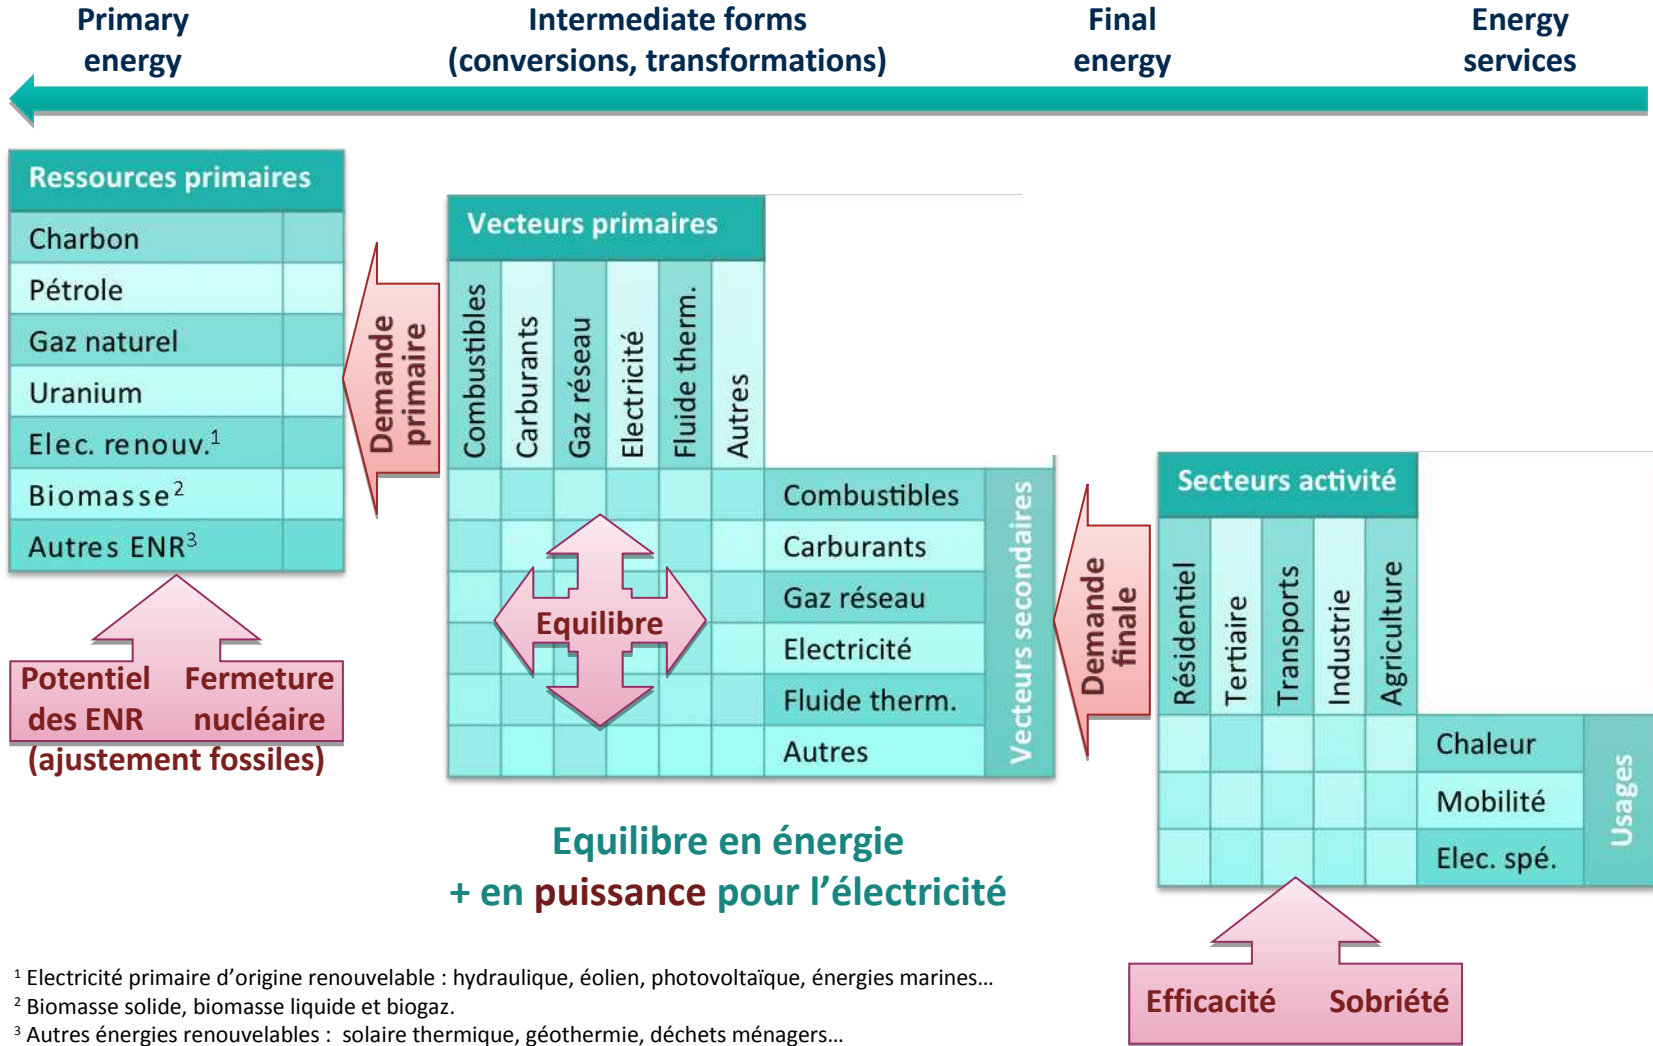 Primary
energy
Intermediate forms
(conversions, transformations)
Final
energy
Energy
services
Ressources primaires
Charbon
Pétrole
Gaz naturel
Uranium
Elec. renouv.¹
Biomasse²
Autres ENR³
Demande
primaire
Vecteurs primaires
Combustibles
Carburants
Gaz réseau
Electricité
Fluide therm.
Autres
Combustibles
Carburants
Gaz réseau
Electricité
Fluide therm.
Autres
Vecteurs secondaires
Equilibre
Demande
finale
Secteurs activité
Résidentiel
Tertiaire
Transports
Industrie
Agriculture
Chaleur
Mobilité
Elec. spé.
Usages
Potentiel Fermeture
des ENR nucléaire
(ajustement fossiles)
Equilibre en énergie
+ en puissance pour l’électricité
Efficacité Sobriété
¹ Electricité primaire d’origine renouvelable : hydraulique, éolien, photovoltaïque, énergies marines…
² Biomasse solide, biomasse liquide et biogaz.
³ Autres énergies renouvelables : solaire thermique, géothermie, déchets ménagers…